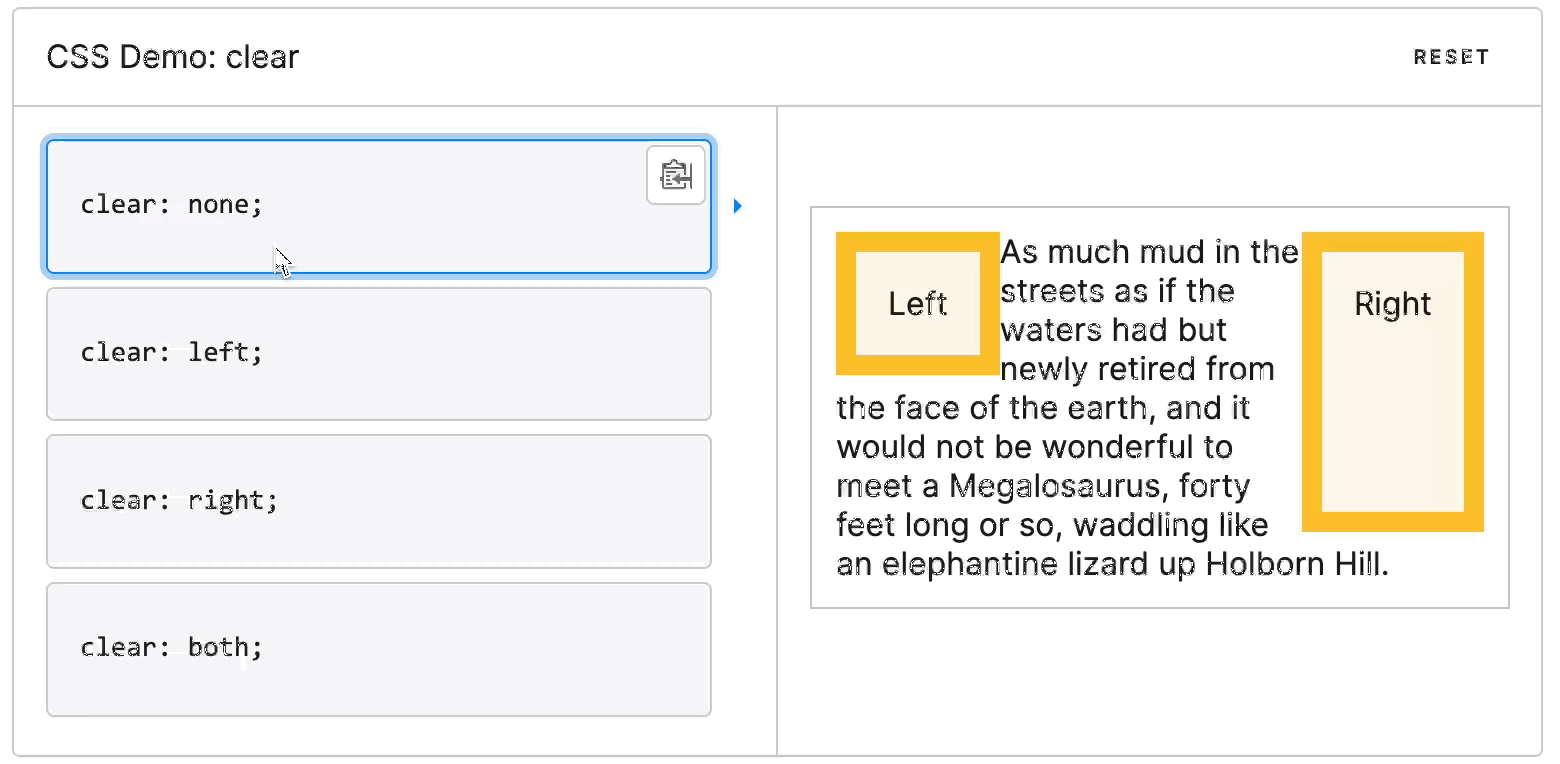 CSS Demo: clear
RESET
clear: none;
clear: left;
clear: right;
clear: both;
Left
As much mud in the
streets as if the
waters had but
newly retired from
the face of the earth, and it
would not be wonderful to
meet a Megalosaurus, forty
feet long or so, waddling like
an elephantine lizard up Holborn Hill.
Right